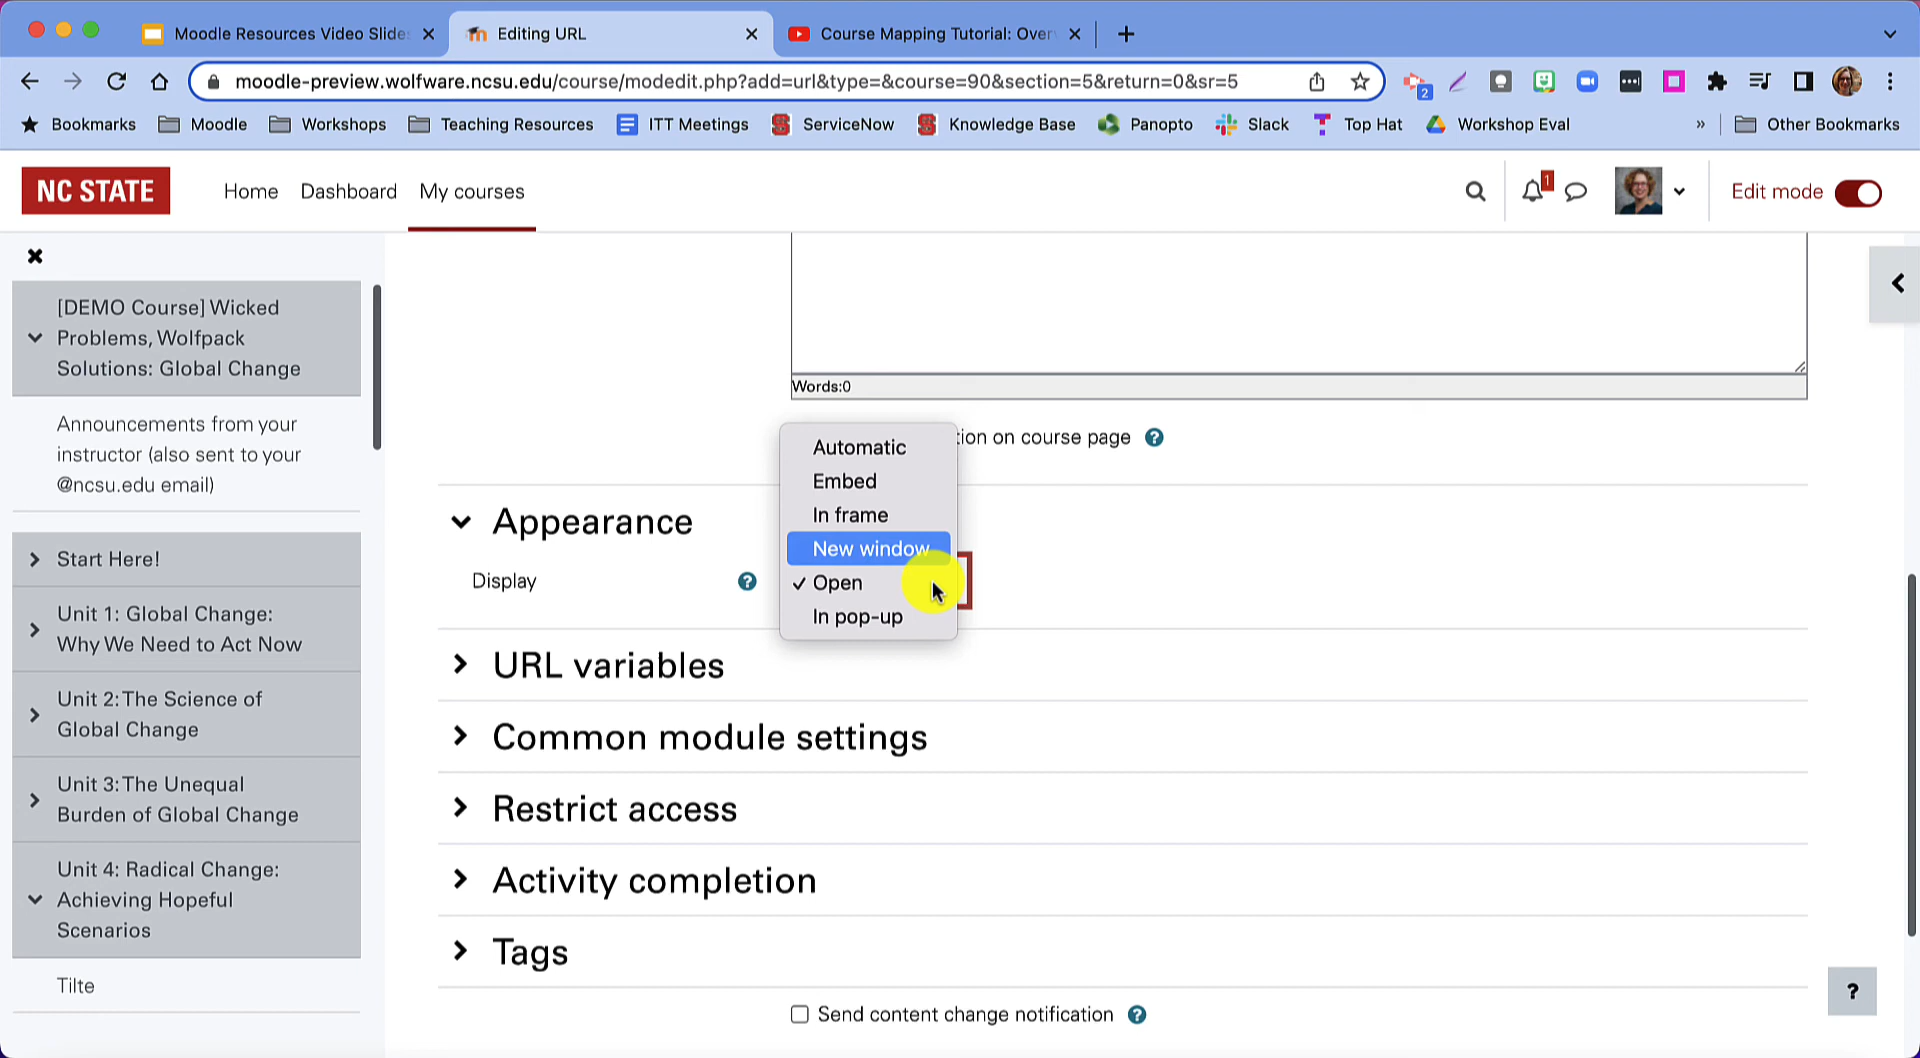 Moodle Resources Video Slide
Editing URL
Course Mapping Tutorial: Over
moodle-preview.wolfware.ncsu.edu/course/modedit.php?add=url&type=&course=90&section=5&return=0&sr=5
2
Bookmarks
Moodle
Workshops
Teaching Resources
ITT Meetings
ServiceNow
Knowledge Base
Panopto
Slack
Top Hat
Workshop Eval
»
Other Bookmarks
NC STATE
Home
Dashboard
My courses
1
Edit mode
[DEMO Course] Wicked
Problems, Wolfpack
Solutions: Global Change
Announcements from your
instructor (also sent to your
@ncsu.edu email)
Start Here!
Unit 1: Global Change:
Why We Need to Act Now
Unit 2: The Science of
Global Change
Unit 3: The Unequal
Burden of Global Change
Unit 4: Radical Change:
Achieving Hopeful
Scenarios
Tilte
Words:0
tion on course page
Automatic
Embed
In frame
New window
Open
In pop-up
Appearance
Display
URL variables
Common module settings
Restrict access
Activity completion
Tags
Send content change notification
?